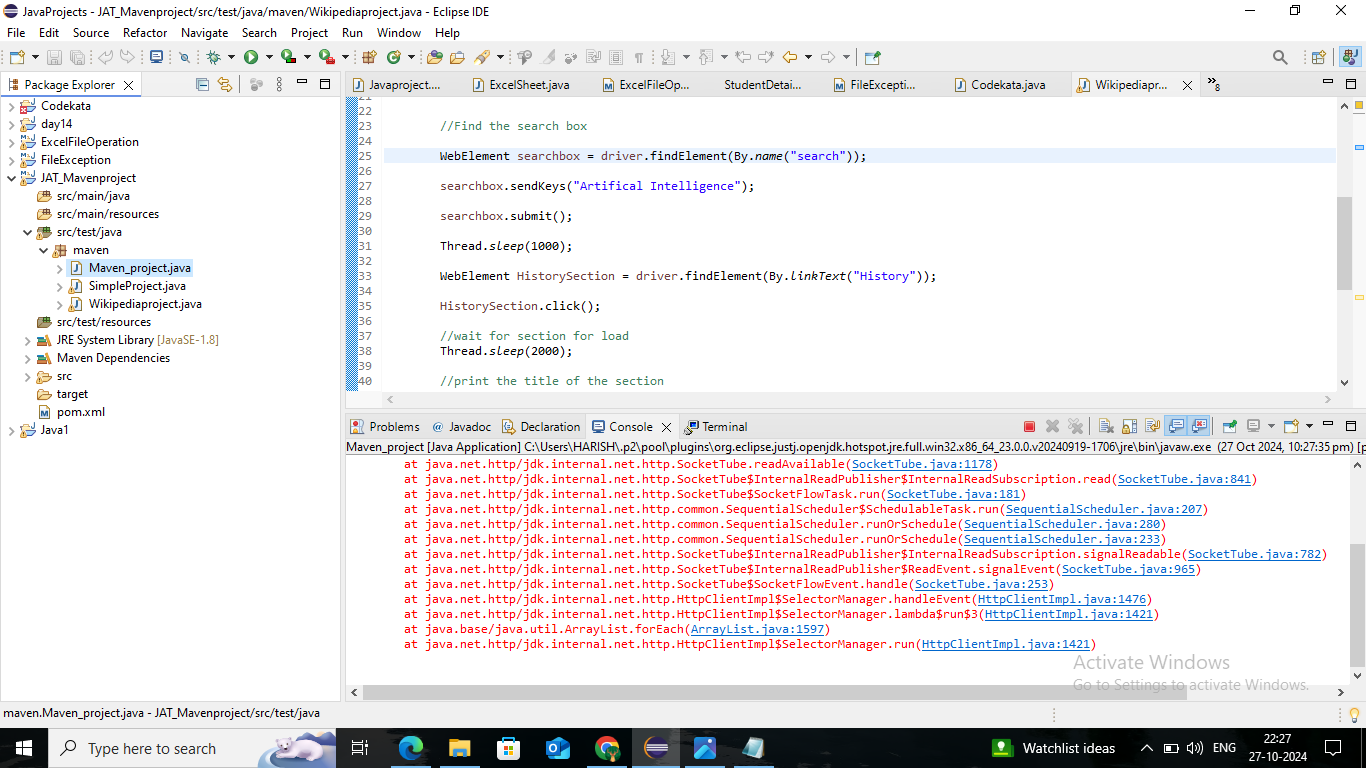 JavaProjects - JAT_Mavenproject/src/test/java/maven/Wikipediaproject.java - Eclipse IDE
File Edit Source Refactor Navigate Search Project Run Window Help
Package Explorer
Javaproject.... ExcelSheet.java ExcelFileOp... StudentDetai... FileExcepti... Codekata.java Wikipediapr... »8
Codekata
day14
ExcelFileOperation
FileException
JAT_Mavenproject
src/main/java
src/main/resources
src/test/java
maven
Maven_project.java
SimpleProject.java
Wikipediaproject.java
src/test/resources
JRE System Library [JavaSE-1.8]
Maven Dependencies
src
target
pom.xml
Java1
21
22
23 //Find the search box
24
25 WebElement searchbox = driver.findElement(By.name("search"));
26
27 searchbox.sendKeys("Artifical Intelligence");
28
29 searchbox.submit();
30
31 Thread.sleep(1000);
32
33 WebElement HistorySection = driver.findElement(By.linkText("History"));
34
35 HistorySection.click();
36
37 //wait for section for load
38 Thread.sleep(2000);
39
40 //print the title of the section
Problems @ Javadoc Declaration Console Terminal
Maven_project [Java Application] C:\Users\HARISH\.p2\pool\plugins\org.eclipse.justj.openjdk.hotspot.jre.full.win32.x86_64_23.0.0.v20240919-1706\jre\bin\javaw.exe (27 Oct 2024, 10:27:35 pm) [p
at java.net.http/jdk.internal.net.http.SocketTube.readAvailable(SocketTube.java:1178)
at java.net.http/jdk.internal.net.http.SocketTube$InternalReadPublisher$InternalReadSubscription.read(SocketTube.java:841)
at java.net.http/jdk.internal.net.http.SocketTube$SocketFlowTask.run(SocketTube.java:181)
at java.net.http/jdk.internal.net.http.common.SequentialScheduler$SchedulableTask.run(SequentialScheduler.java:207)
at java.net.http/jdk.internal.net.http.common.SequentialScheduler.runOrSchedule(SequentialScheduler.java:280)
at java.net.http/jdk.internal.net.http.common.SequentialScheduler.runOrSchedule(SequentialScheduler.java:233)
at java.net.http/jdk.internal.net.http.SocketTube$InternalReadPublisher$InternalReadSubscription.signalReadable(SocketTube.java:782)
at java.net.http/jdk.internal.net.http.SocketTube$InternalReadPublisher$ReadEvent.signalEvent(SocketTube.java:965)
at java.net.http/jdk.internal.net.http.SocketTube$SocketFlowEvent.handle(SocketTube.java:253)
at java.net.http/jdk.internal.net.http.HttpClientImpl$SelectorManager.handleEvent(HttpClientImpl.java:1476)
at java.net.http/jdk.internal.net.http.HttpClientImpl$SelectorManager.lambda$run$3(HttpClientImpl.java:1421)
at java.base/java.util.ArrayList.forEach(ArrayList.java:1597)
at java.net.http/jdk.internal.net.http.HttpClientImpl$SelectorManager.run(HttpClientImpl.java:1421)
Activate Windows
Go to Settings to activate Windows.
maven.Maven_project.java - JAT_Mavenproject/src/test/java
Type here to search
Watchlist ideas
ENG
22:27
27-10-2024